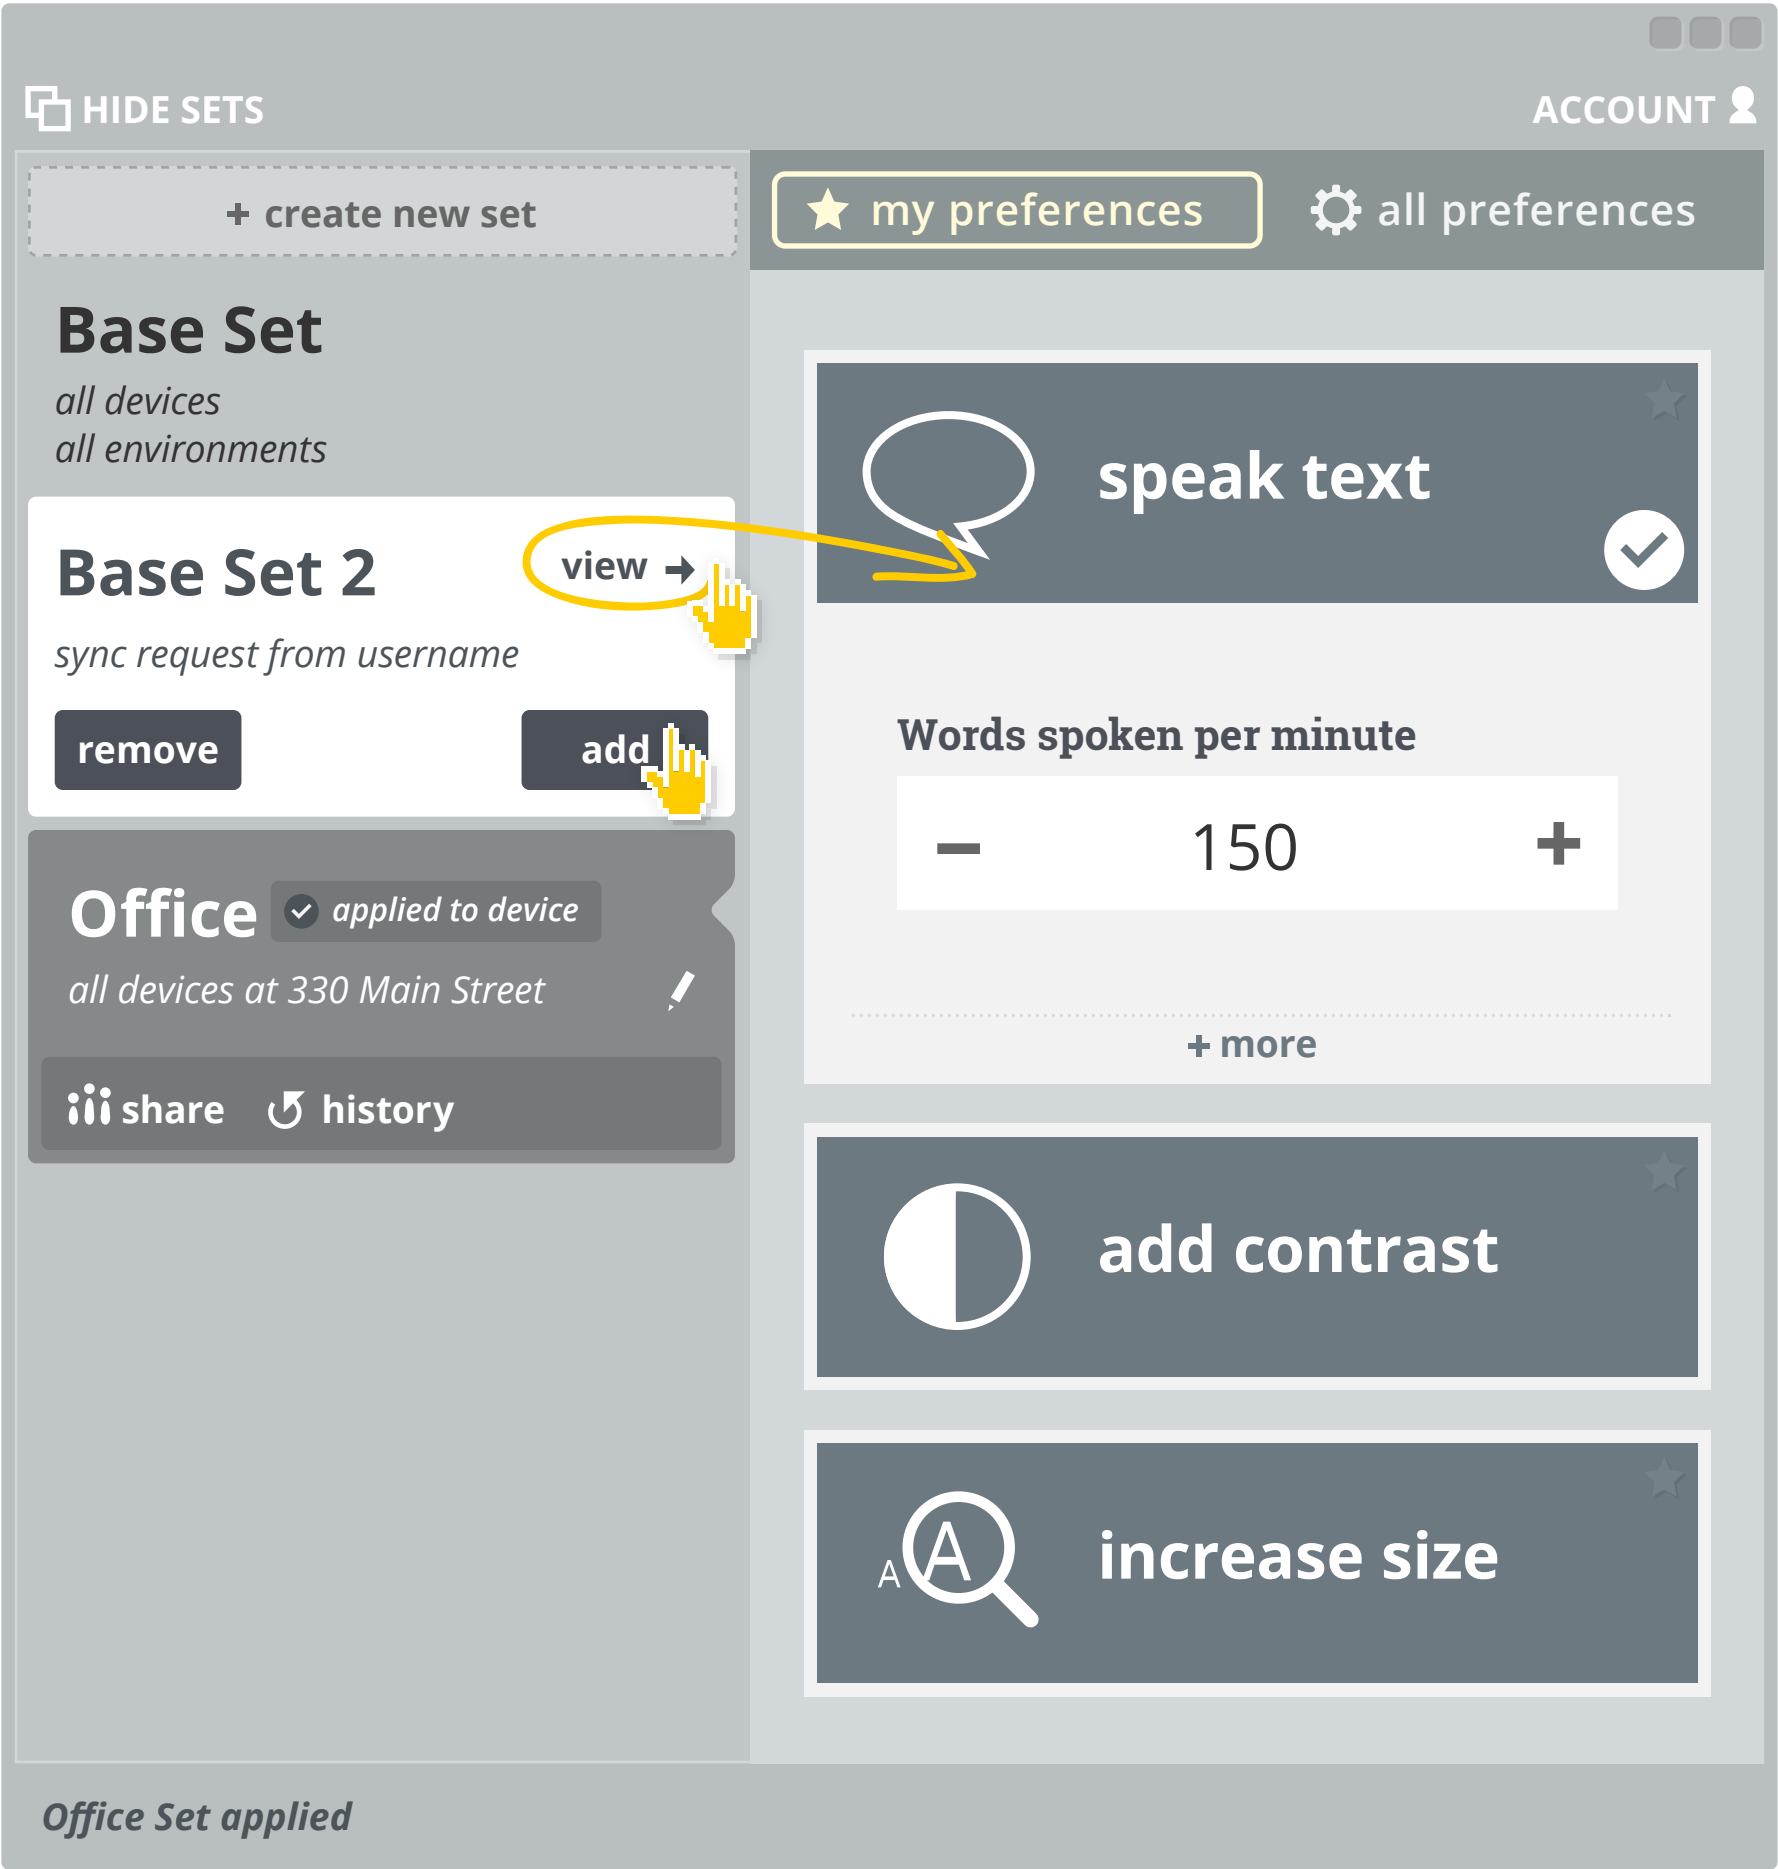 HIDE SETS
ACCOUNT
+ create new set
my preferences
all preferences
Base Set
all devices
all environments
Base Set 2
view
sync request from username
remove
add
Office
applied to device
all devices at 330 Main Street
share
history
speak text
Words spoken per minute
– 150 +
+ more
add contrast
A A
increase size
Office Set applied